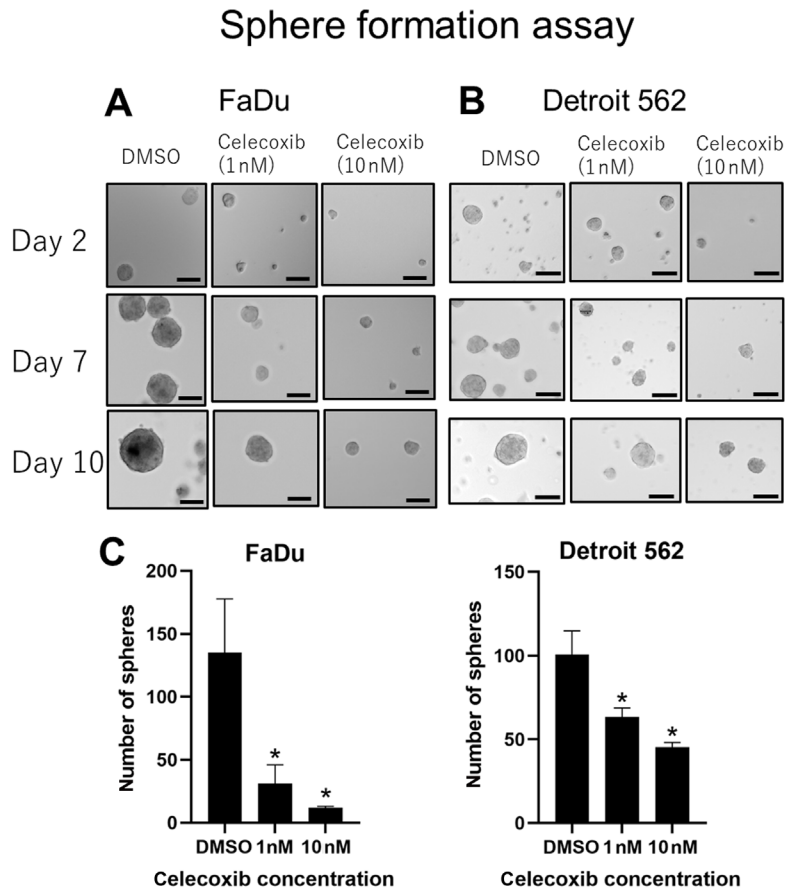 Sphere formation assay
A
FaDu
B
Detroit 562
DMSO
Celecoxib
(1nM)
Celecoxib
(10nM)
DMSO
Celecoxib
(1nM)
Celecoxib
(10nM)
Day 2
Day 7
Day 10
C
FaDu
Number of spheres
200
150
100
50
0
*
*
DMSO 1nM 10nM
Celecoxib concentration
Detroit 562
Number of spheres
150
100
50
0
*
*
DMSO 1nM 10nM
Celecoxib concentration